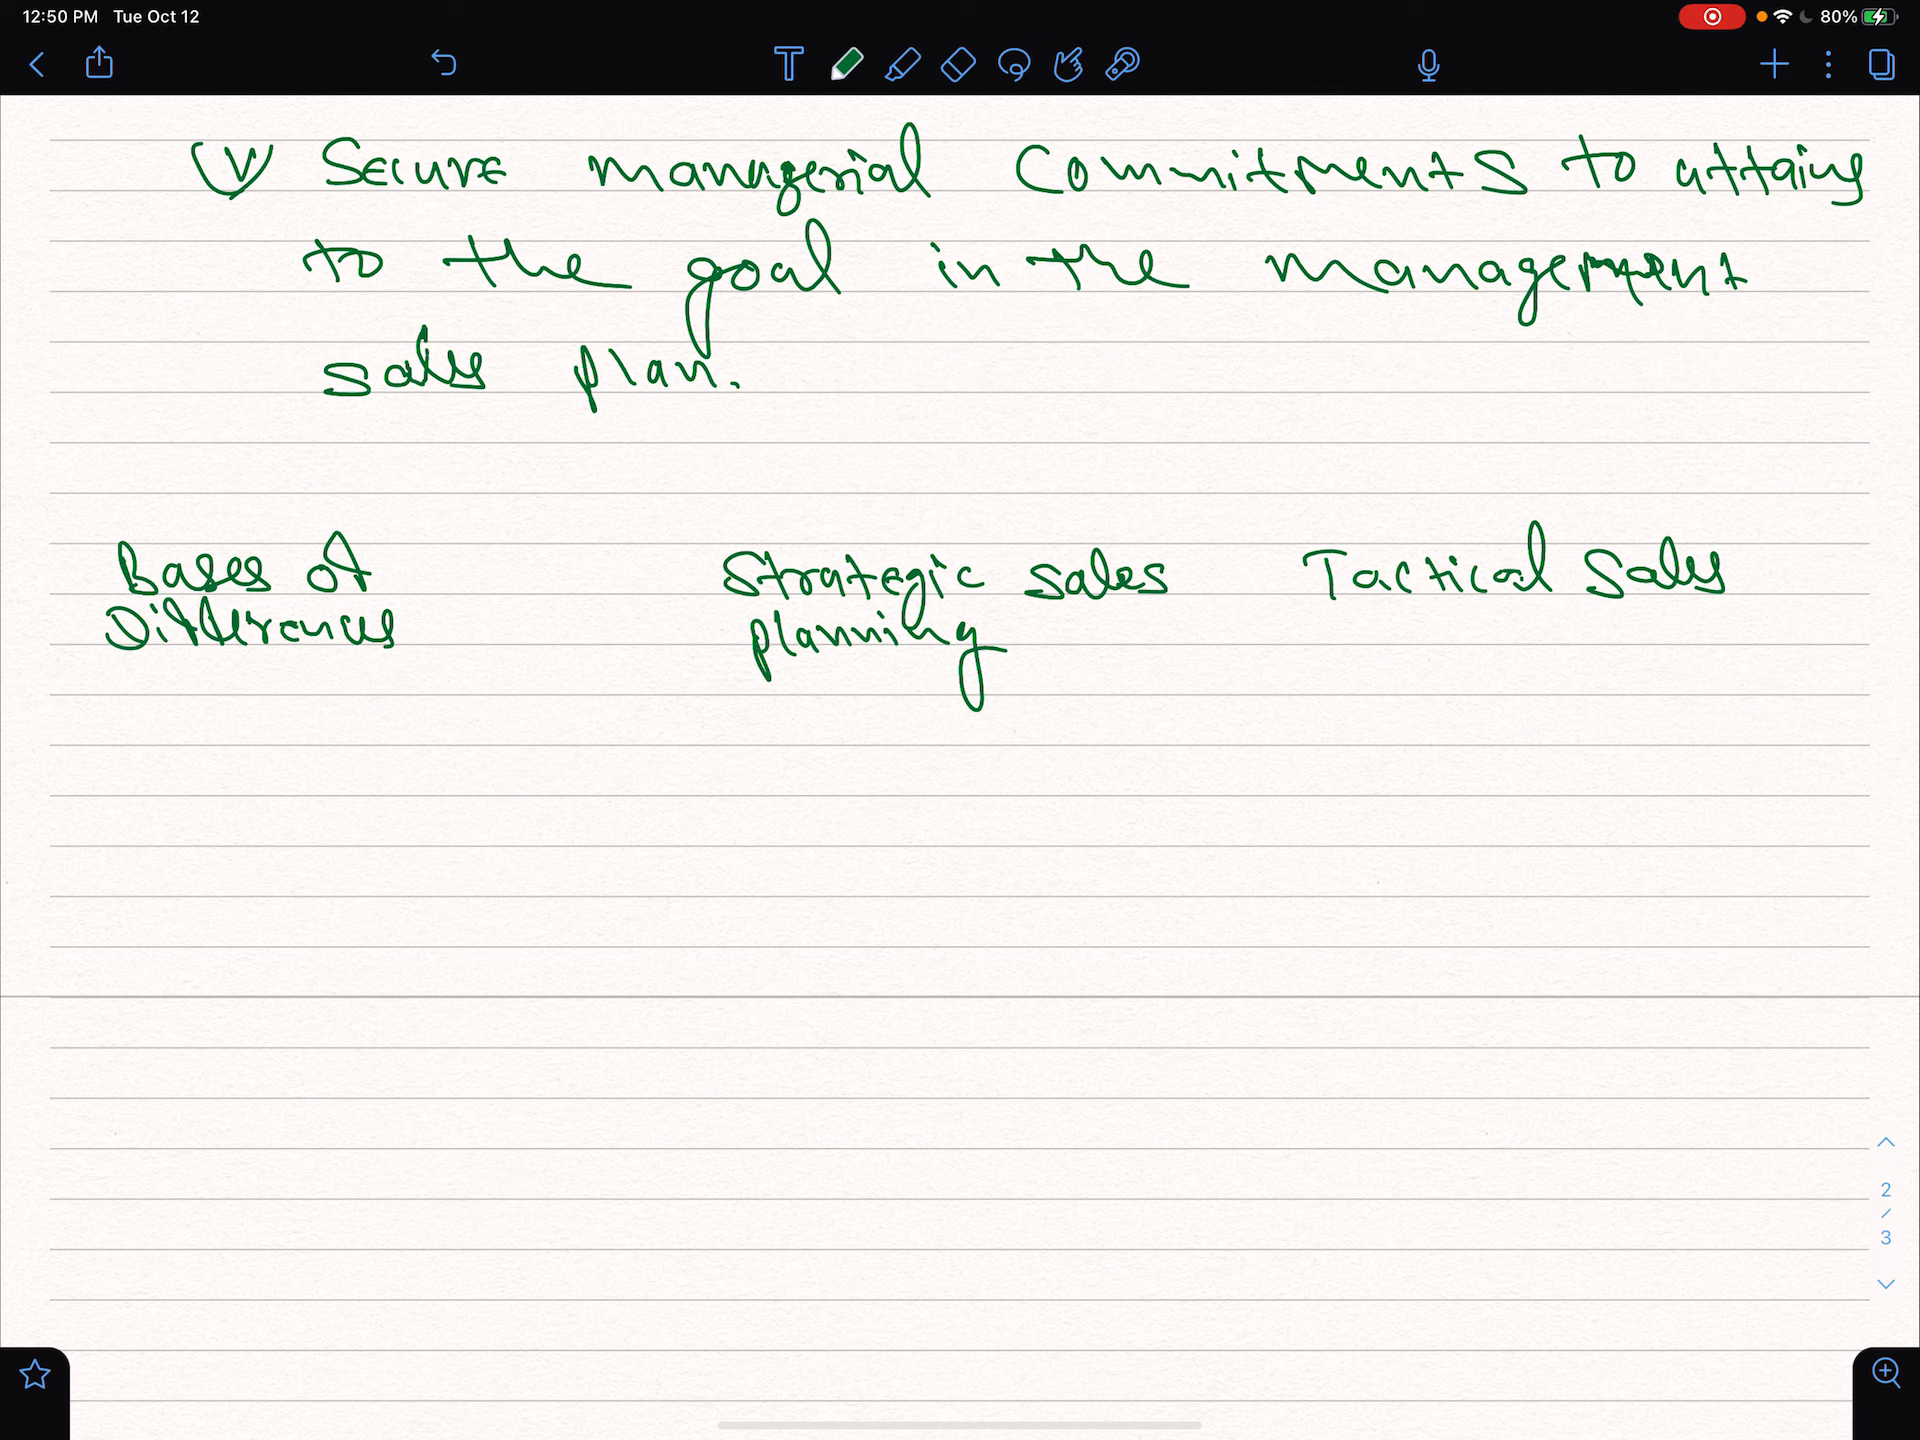 12:50 PM Tue Oct 12
80%
V Secure managerial Commitments to attaing
to the goal in the management
sales plan.
Bases of Strategic sales Tactical Sales
Differences planning
2
/
3